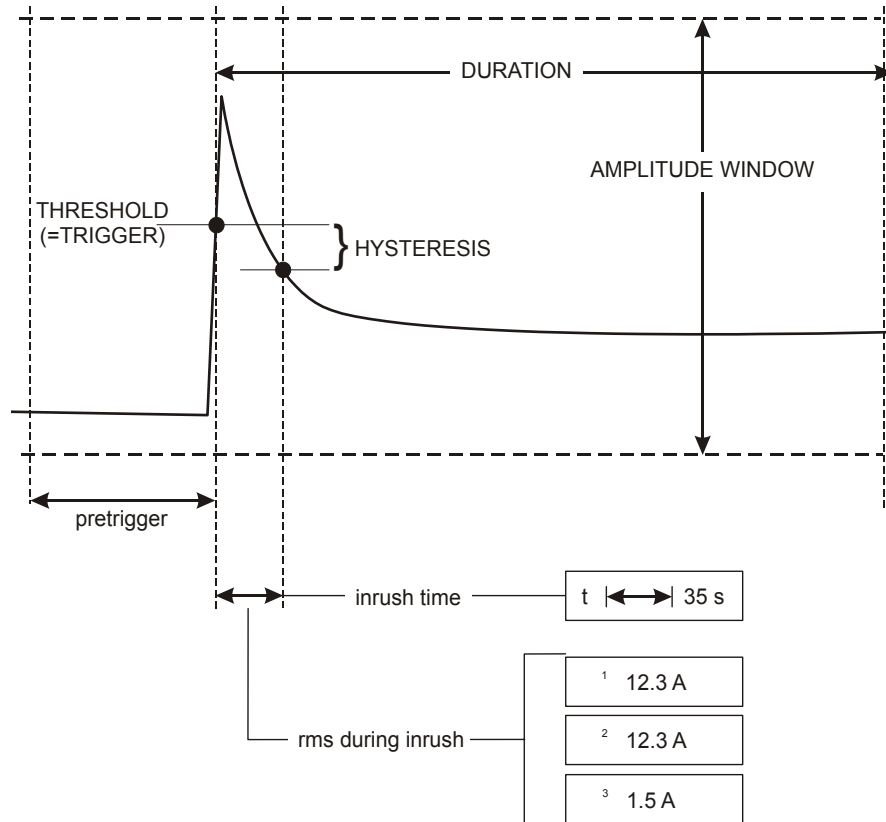 DURATION
AMPLITUDE WINDOW
THRESHOLD
(=TRIGGER)
} HYSTERESIS
pretrigger
inrush time
t |↔| 35 s
1 12.3 A
rms during inrush
2 12.3 A
3 1.5 A